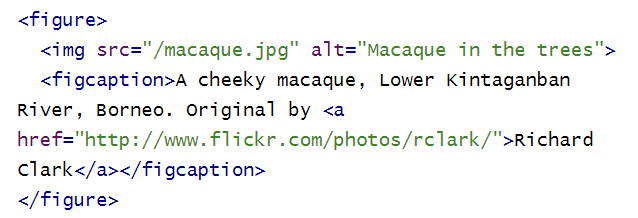 <figure>
  <img src="/macaque.jpg" alt="Macaque in the trees">
  <figcaption>A cheeky macaque, Lower Kintaganban
River, Borneo. Original by <a
href="http://www.flickr.com/photos/rclark/">Richard
Clark</a></figcaption>
</figure>